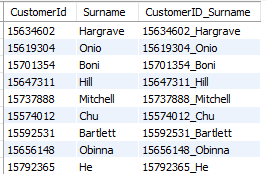 CustomerId Surname CustomerID_Surname
15634602 Hargrave 15634602_Hargrave
15619304 Onio 15619304_Onio
15701354 Boni 15701354_Boni
15647311 Hill 15647311_Hill
15737888 Mitchell 15737888_Mitchell
15574012 Chu 15574012_Chu
15592531 Bartlett 15592531_Bartlett
15656148 Obinna 15656148_Obinna
15792365 He 15792365_He